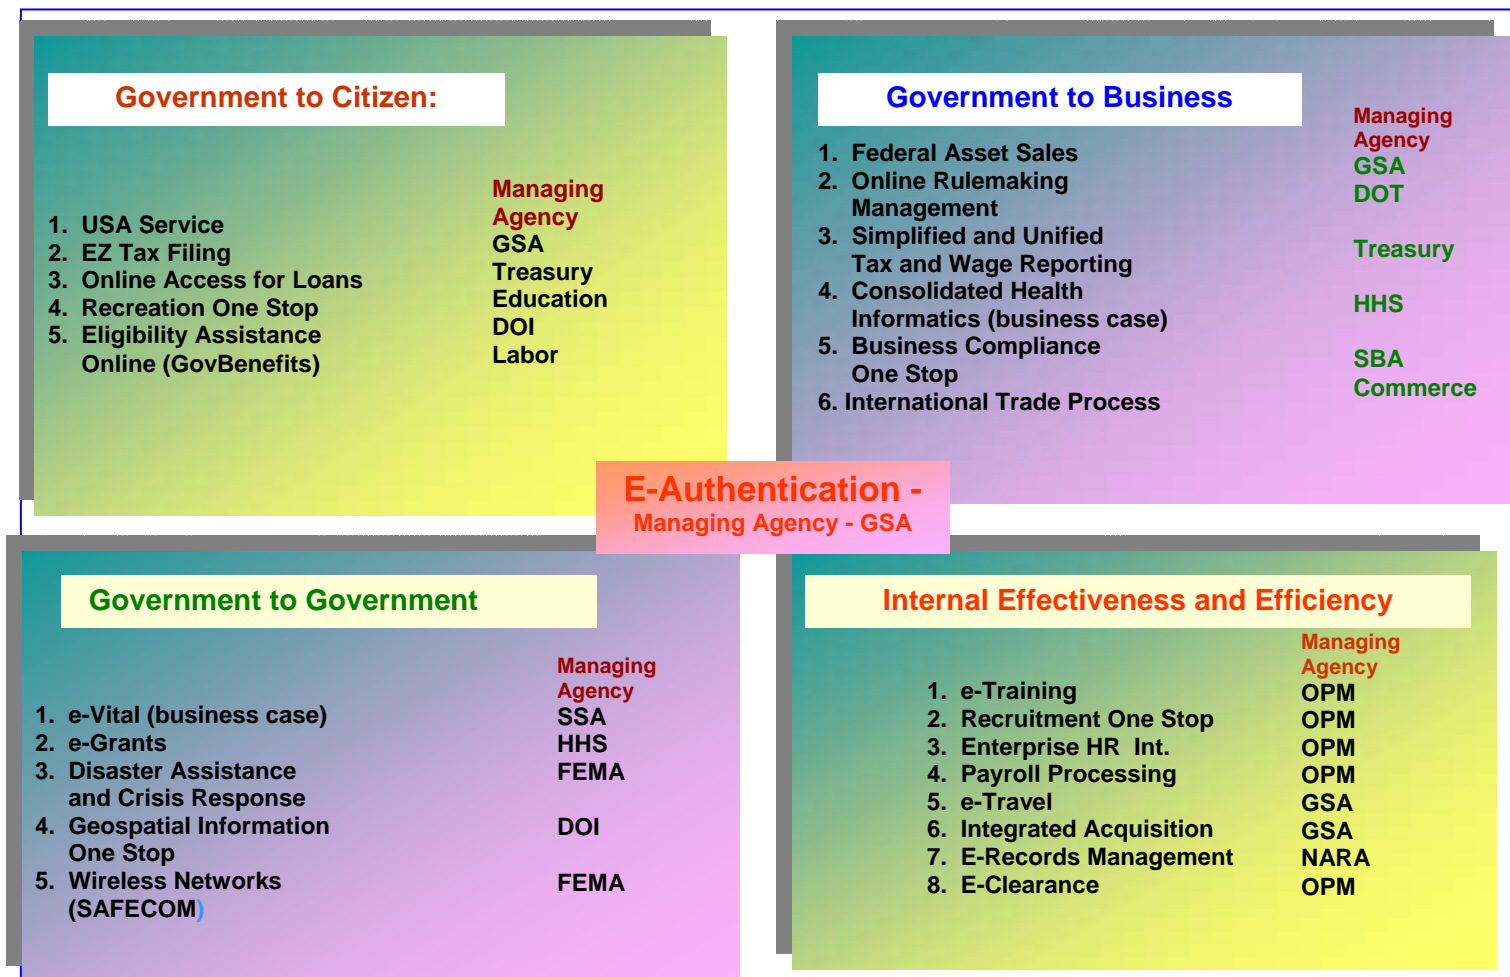 Government to Citizen:
Managing
Agency
1. USA Service
GSA
2. EZ Tax Filing
Treasury
3. Online Access for Loans
Education
4. Recreation One Stop
DOI
5. Eligibility Assistance
Labor
Online (GovBenefits)
Government to Business
Managing
Agency
1. Federal Asset Sales
GSA
2. Online Rulemaking
DOT
Management
3. Simplified and Unified
Treasury
Tax and Wage Reporting
4. Consolidated Health
HHS
Informatics (business case)
5. Business Compliance
SBA
One Stop
Commerce
6. International Trade Process
E-Authentication -
Managing Agency - GSA
Government to Government
Managing
Agency
1. e-Vital (business case)
SSA
2. e-Grants
HHS
3. Disaster Assistance
FEMA
and Crisis Response
4. Geospatial Information
DOI
One Stop
5. Wireless Networks
FEMA
(SAFECOM)
Internal Effectiveness and Efficiency
Managing
Agency
1. e-Training
OPM
2. Recruitment One Stop
OPM
3. Enterprise HR Int.
OPM
4. Payroll Processing
OPM
5. e-Travel
GSA
6. Integrated Acquisition
GSA
7. E-Records Management
NARA
8. E-Clearance
OPM